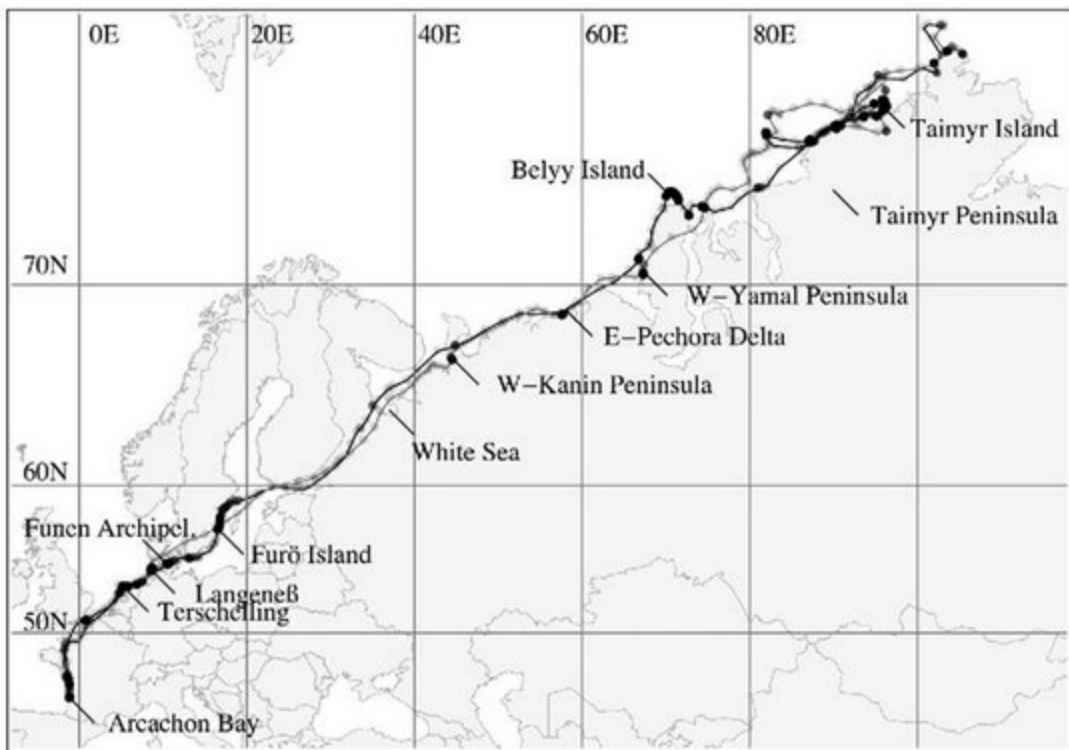 0E 20E 40E 60E 80E
Taimyr Island
Belyy Island
Taimyr Peninsula
70N
W−Yamal Peninsula
E−Pechora Delta
W−Kanin Peninsula
White Sea
60N
Funen Archipel.
Furö Island
Langeneß
Terschelling
50N
Arcachon Bay